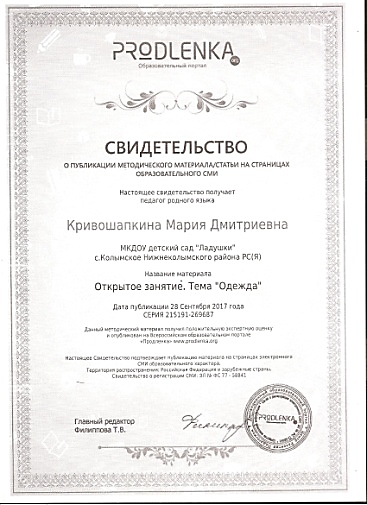 PRODLENKA
Образовательный портал
СВИДЕТЕЛЬСТВО
О ПУБЛИКАЦИИ МЕТОДИЧЕСКОГО МАТЕРИАЛА/СТАТЬИ НА СТРАНИЦАХ
ОБРАЗОВАТЕЛЬНОГО СМИ
Настоящее свидетельство получает
педагог родного языка
Кривошапкина Мария Дмитриевна
МКДОУ детский сад "Ладушки"
с.Колымское Нижнеколымского района РС(Я)
Название материала
Открытое занятие. Тема "Одежда"
Дата публикации 28 Сентября 2017 года
СЕРИЯ 215191-269687
Данный методический материал получил положительную экспертную оценку
и опубликован на Всероссийском образовательном портале
«Продленка» www.prodlenka.org
Настоящее Свидетельство подтверждает публикацию материала на страницах электронного
СМИ образовательного характера.
Территория распространения: Российская Федерация и зарубежные страны.
Свидетельство о регистрации СМИ: ЭЛ № ФС 77 - 58841
Главный редактор
Филиппова Т.В.
PRODLENKA